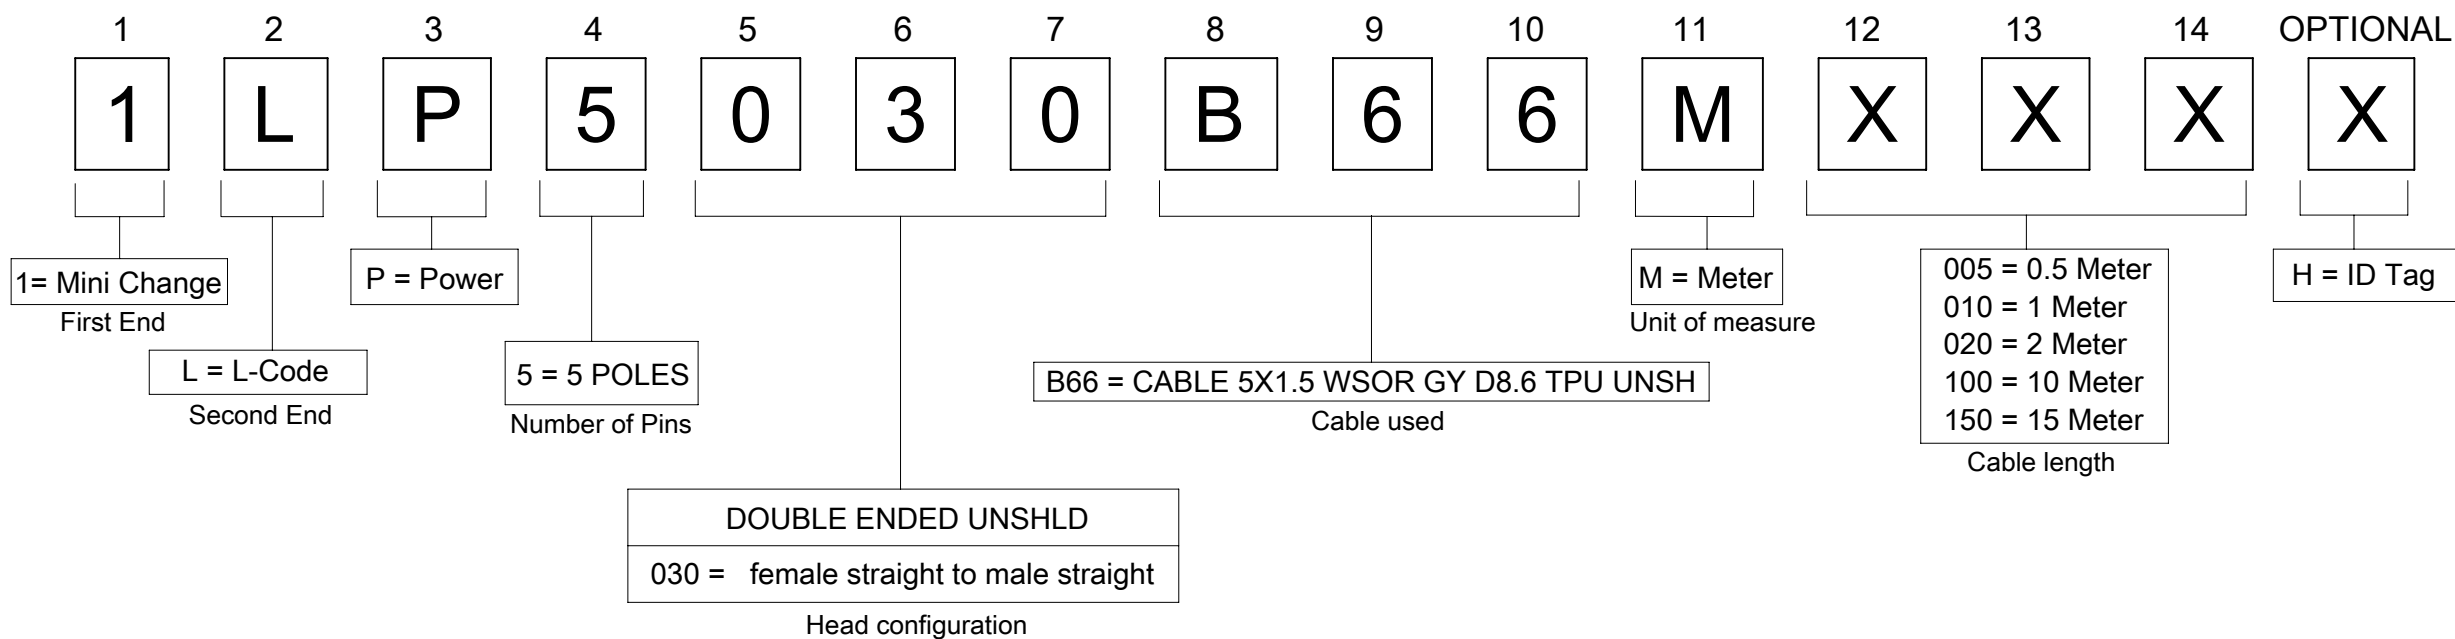 1 2 3 4 5 6 7 8 9 10 11 12 13 14 OPTIONAL
1 L P 5 0 3 0 B 6 6 M X X X X
1= Mini Change
First End
L = L-Code
Second End
P = Power
5 = 5 POLES
Number of Pins
DOUBLE ENDED UNSHLD
030 = female straight to male straight
Head configuration
B66 = CABLE 5X1.5 WSOR GY D8.6 TPU UNSH
Cable used
M = Meter
Unit of measure
005 = 0.5 Meter
010 = 1 Meter
020 = 2 Meter
100 = 10 Meter
150 = 15 Meter
Cable length
H = ID Tag